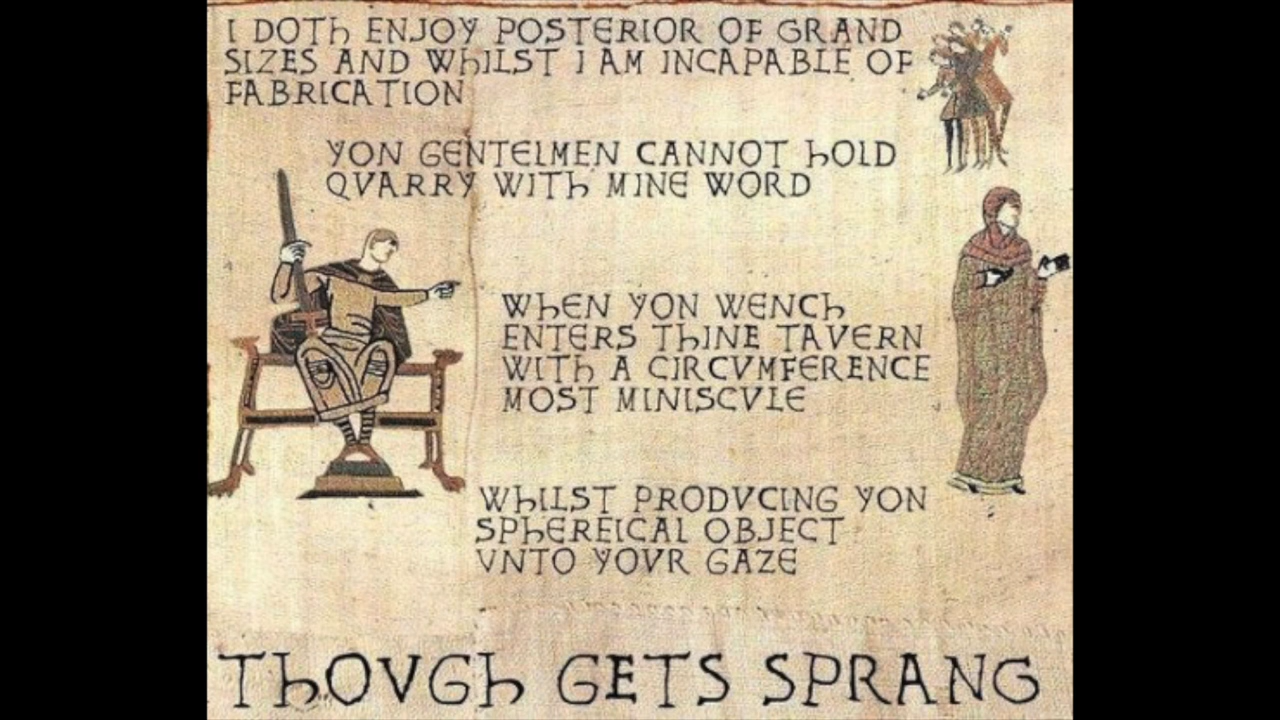 I DOTH ENJOY POSTERIOR OF GRAND
SIZES AND WHILST I AM INCAPABLE OF
FABRICATION
YON GENTELMEN CANNOT HOLD
QVARRY WITH MINE WORD
WHEN YON WENCH
ENTERS THINE TAVERN
WITH A CIRCVMFERENCE
MOST MINISCVLE
WHILST PRODVCING YON
SPHEREICAL OBJECT
VNTO YOVR GAZE
THOVGH GETS SPRANG